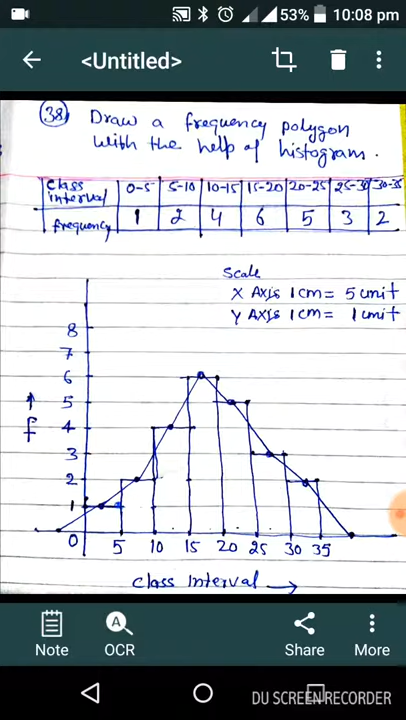 53% 10:08 pm
<Untitled>
38 Draw a frequency polygon
with the help of histogram.
Class interval 0-5 5-10 10-15 15-20 20-25 25-30 30-35
frequency 1 2 4 6 5 3 2
Scale
X Axis 1cm = 5 unit
Y Axis 1cm = 1 unit
8
7
6
5
f
4
3
2
1
0 5 10 15 20 25 30 35
Class Interval
Note OCR Share More
DU SCREEN RECORDER